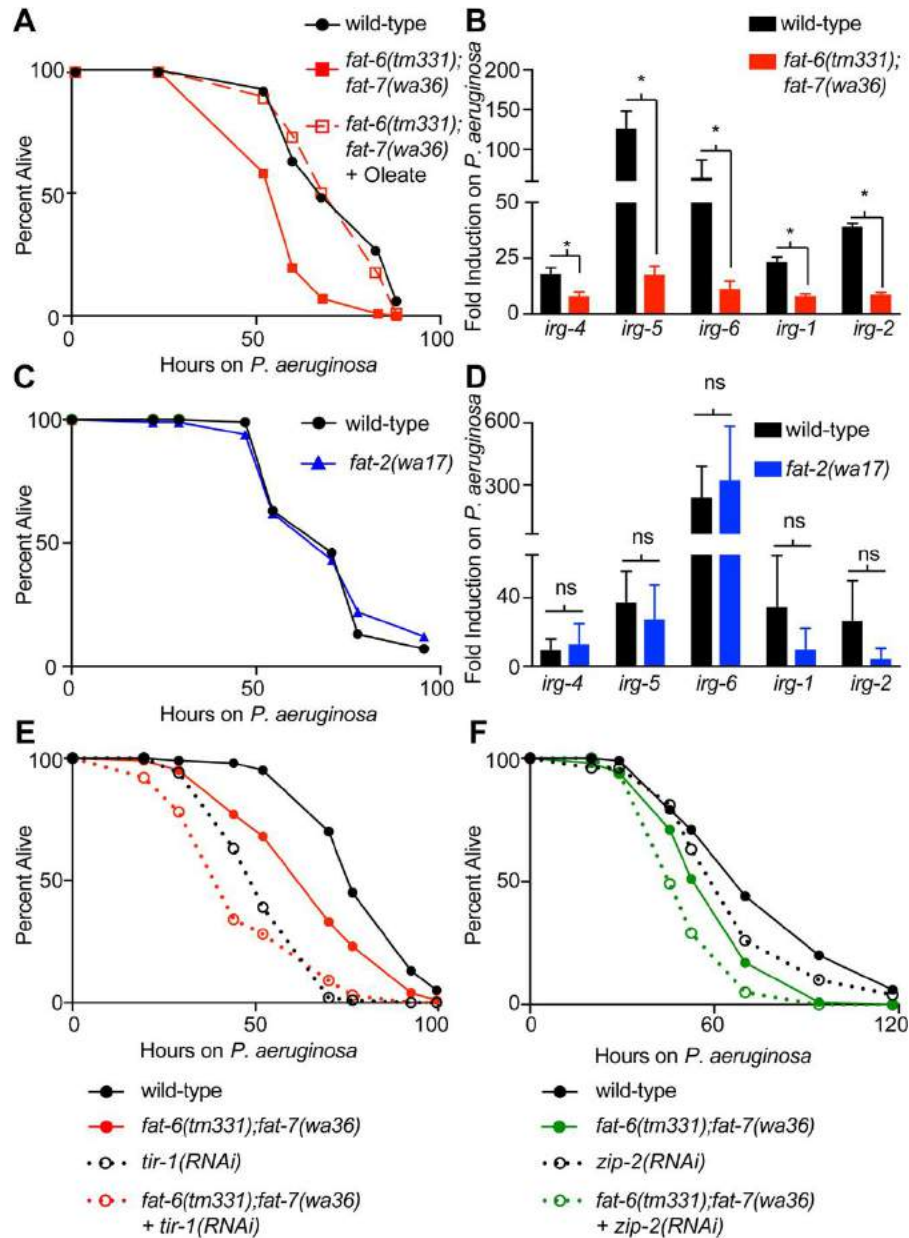 A
wild-type
fat-6(tm331);
fat-7(wa36)
fat-6(tm331);
fat-7(wa36)
+ Oleate
100
50
0
Percent Alive
0
50
100
Hours on P. aeruginosa
B
wild-type
fat-6(tm331);
fat-7(wa36)
Fold Induction on P. aeruginosa
200
150
100
50
25
0
*
*
*
*
*
irg-4
irg-5
irg-6
irg-1
irg-2
C
wild-type
fat-2(wa17)
100
50
0
Percent Alive
0
50
100
Hours on P. aeruginosa
D
wild-type
fat-2(wa17)
Fold Induction on P. aeruginosa
600
300
40
0
ns
ns
ns
ns
ns
irg-4
irg-5
irg-6
irg-1
irg-2
E
100
50
0
Percent Alive
0
50
100
Hours on P. aeruginosa
wild-type
fat-6(tm331);fat-7(wa36)
tir-1(RNAi)
fat-6(tm331);fat-7(wa36)
+ tir-1(RNAi)
F
100
50
0
Percent Alive
0
60
120
Hours on P. aeruginosa
wild-type
fat-6(tm331);fat-7(wa36)
zip-2(RNAi)
fat-6(tm331);fat-7(wa36)
+ zip-2(RNAi)